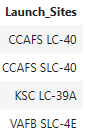 Launch_Sites
CCAFS LC-40
CCAFS SLC-40
KSC LC-39A
VAFB SLC-4E